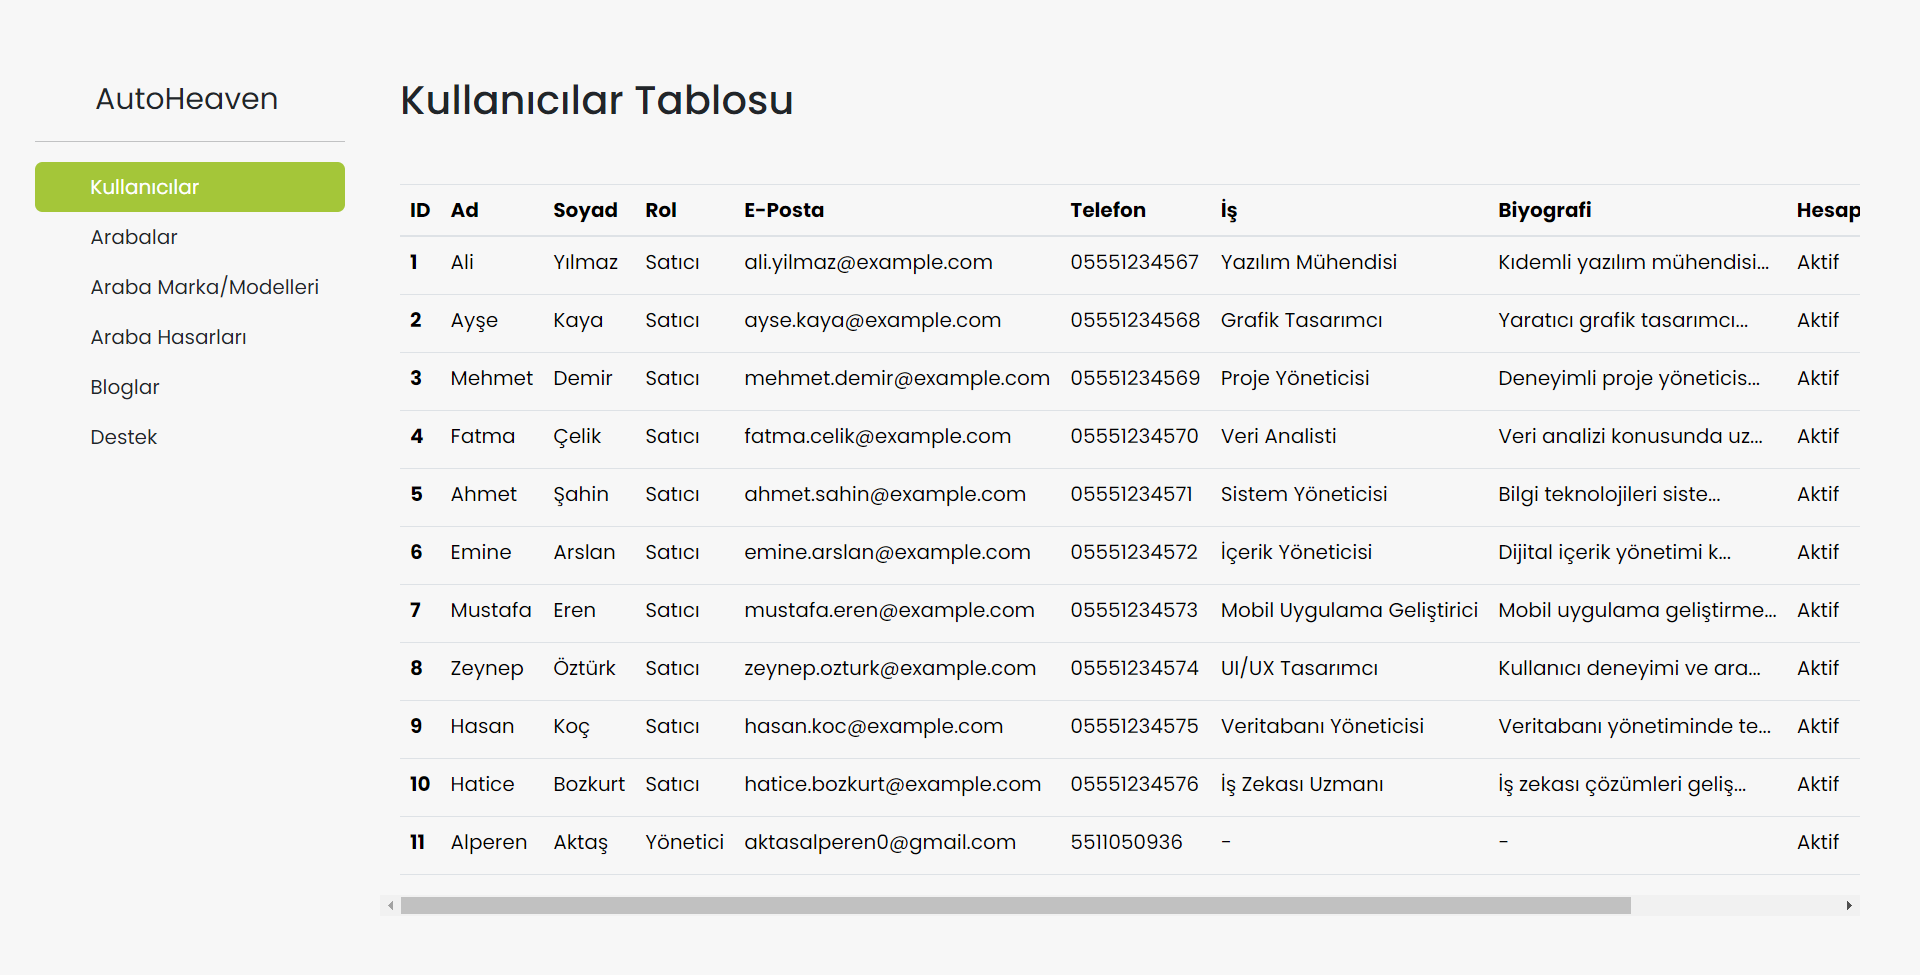 AutoHeaven
Kullanıcılar
Arabalar
Araba Marka/Modelleri
Araba Hasarları
Bloglar
Destek
Kullanıcılar Tablosu
ID Ad Soyad Rol E-Posta Telefon İş Biyografi Hesap
1 Ali Yılmaz Satıcı ali.yilmaz@example.com 05551234567 Yazılım Mühendisi Kıdemli yazılım mühendisi... Aktif
2 Ayşe Kaya Satıcı ayse.kaya@example.com 05551234568 Grafik Tasarımcı Yaratıcı grafik tasarımcı... Aktif
3 Mehmet Demir Satıcı mehmet.demir@example.com 05551234569 Proje Yöneticisi Deneyimli proje yöneticis... Aktif
4 Fatma Çelik Satıcı fatma.celik@example.com 05551234570 Veri Analisti Veri analizi konusunda uz... Aktif
5 Ahmet Şahin Satıcı ahmet.sahin@example.com 05551234571 Sistem Yöneticisi Bilgi teknolojileri siste... Aktif
6 Emine Arslan Satıcı emine.arslan@example.com 05551234572 İçerik Yöneticisi Dijital içerik yönetimi k... Aktif
7 Mustafa Eren Satıcı mustafa.eren@example.com 05551234573 Mobil Uygulama Geliştirici Mobil uygulama geliştirme... Aktif
8 Zeynep Öztürk Satıcı zeynep.ozturk@example.com 05551234574 UI/UX Tasarımcı Kullanıcı deneyimi ve ara... Aktif
9 Hasan Koç Satıcı hasan.koc@example.com 05551234575 Veritabanı Yöneticisi Veritabanı yönetiminde te... Aktif
10 Hatice Bozkurt Satıcı hatice.bozkurt@example.com 05551234576 İş Zekası Uzmanı İş zekası çözümleri geliş... Aktif
11 Alperen Aktaş Yönetici aktasalperen0@gmail.com 5511050936 - - Aktif